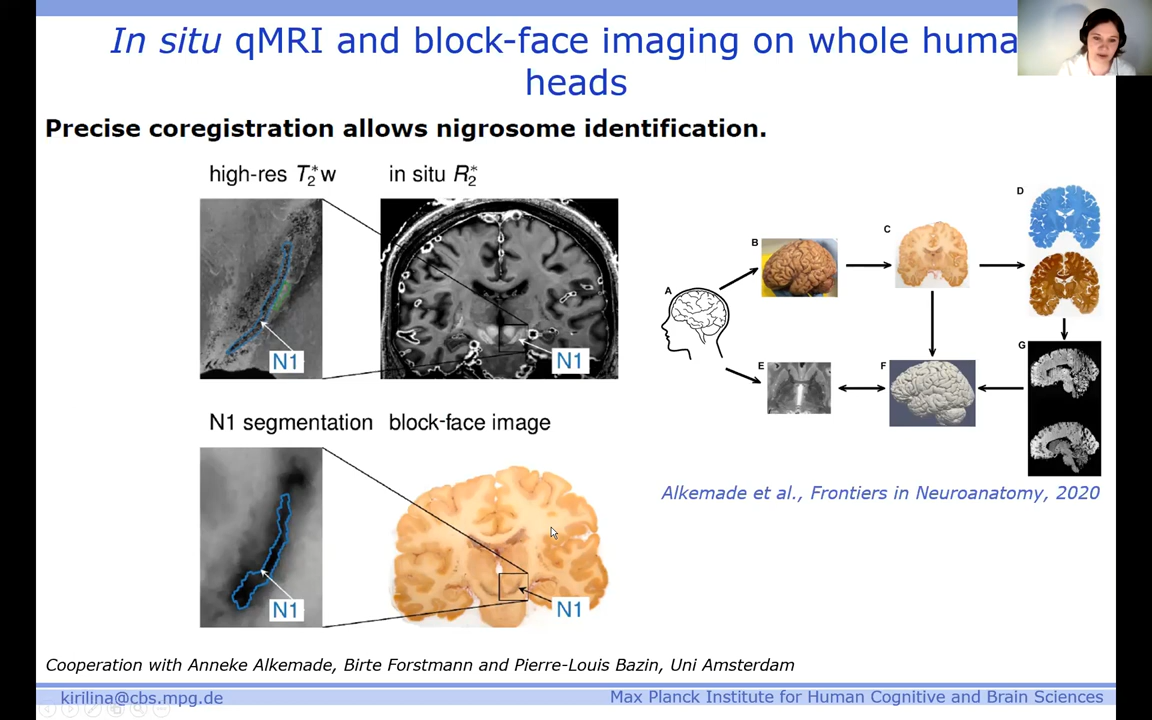 In situ qMRI and block-face imaging on whole huma
heads
Precise coregistration allows nigrosome identification.
high-res T2*w
in situ R2*
N1
N1
N1 segmentation
block-face image
N1
N1
A
B
C
D
E
F
G
Alkemade et al., Frontiers in Neuroanatomy, 2020
Cooperation with Anneke Alkemade, Birte Forstmann and Pierre-Louis Bazin, Uni Amsterdam
kirilina@cbs.mpg.de
Max Planck Institute for Human Cognitive and Brain Sciences